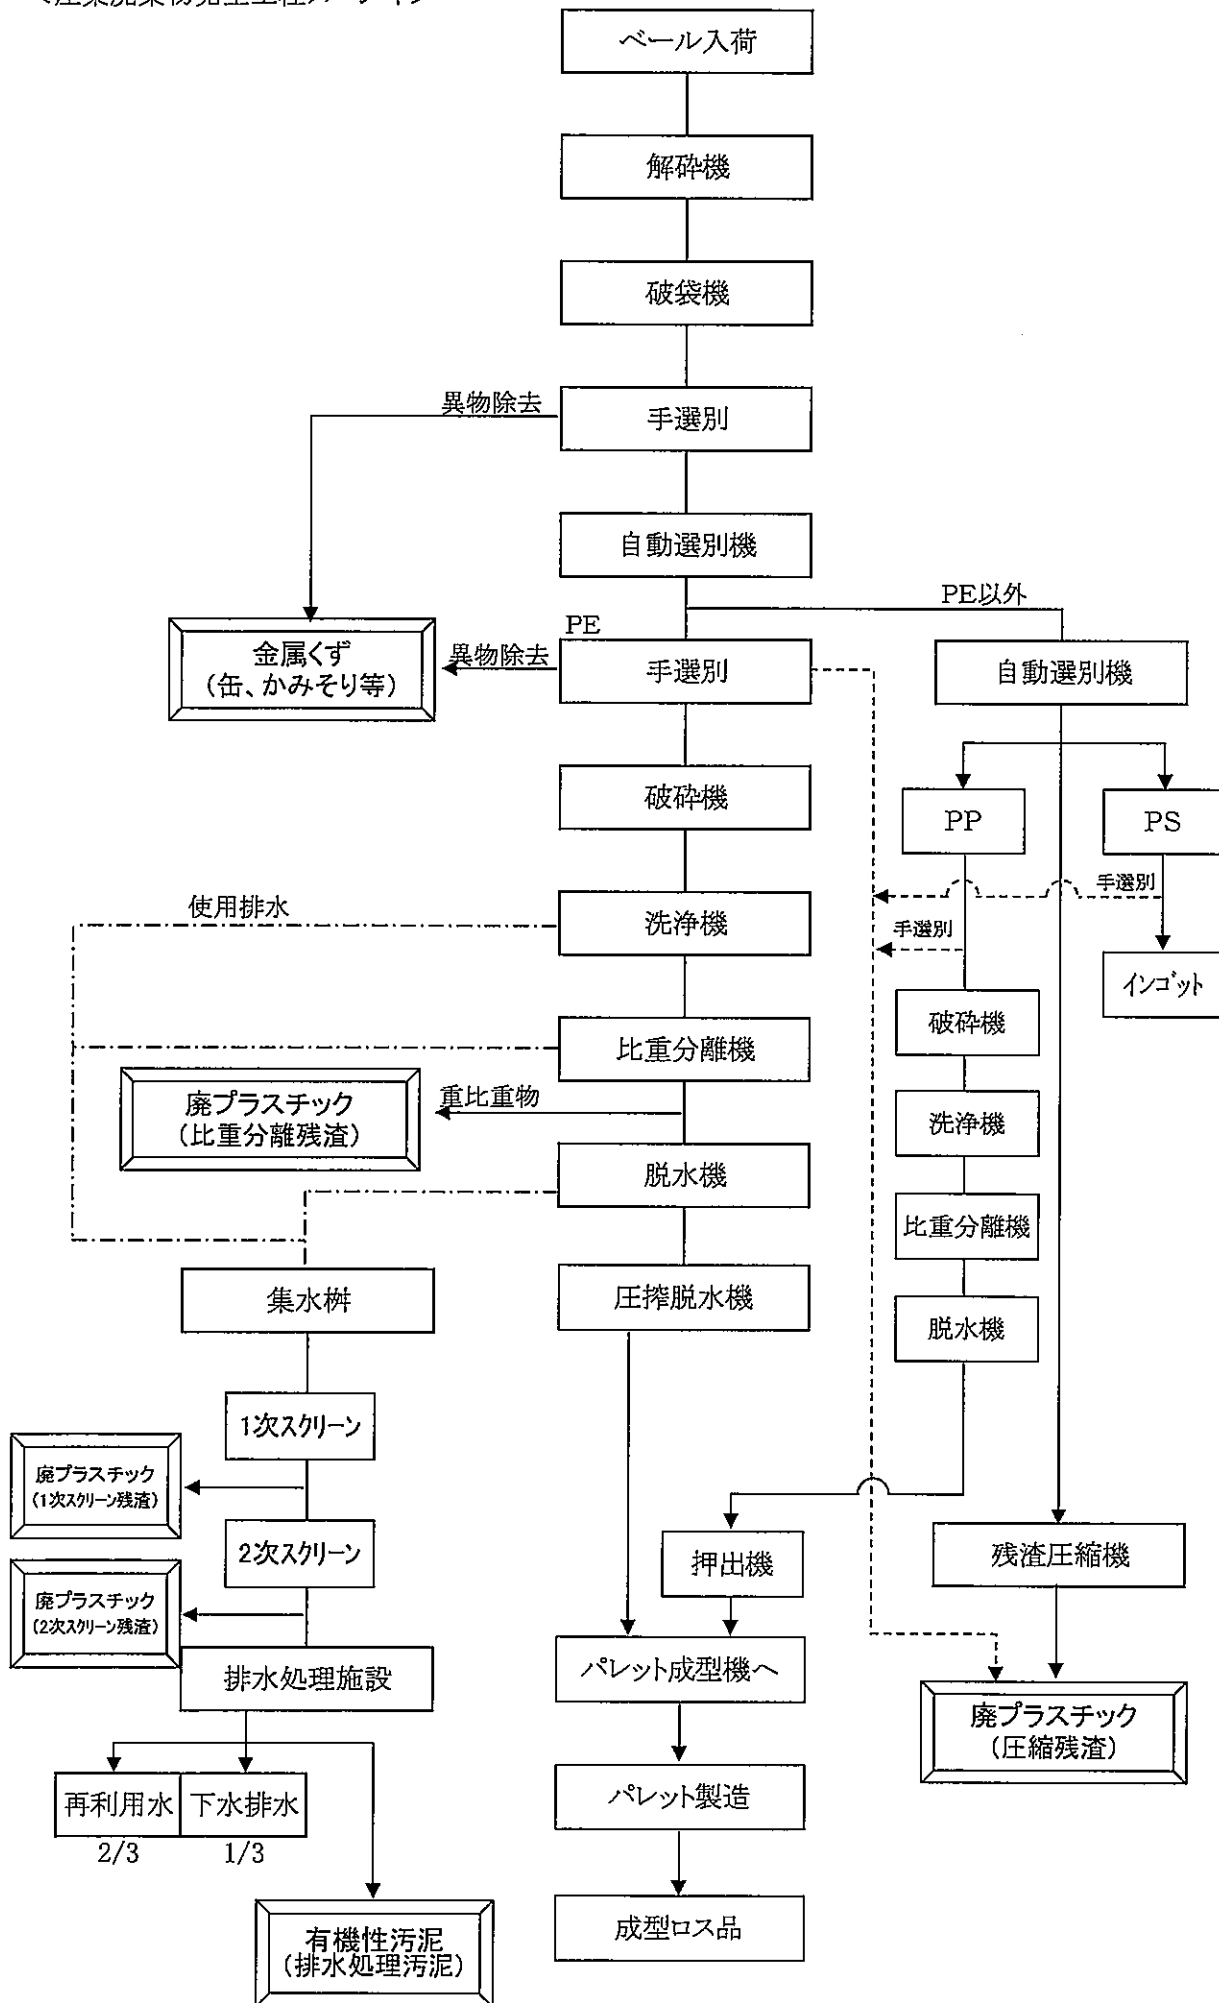 ベール入荷
解砕機
破袋機
異物除去
手選別
自動選別機
PE以外
PE
金属くず
(缶、かみそり等)
異物除去
手選別
自動選別機
破砕機
PP
PS
手選別
使用排水
洗浄機
手選別
インゴット
破砕機
比重分離機
廃プラスチック
(比重分離残渣)
重比重物
洗浄機
脱水機
比重分離機
集水桝
圧搾脱水機
脱水機
1次スクリーン
廃プラスチック
(1次スクリーン残渣)
2次スクリーン
押出機
残渣圧縮機
廃プラスチック
(2次スクリーン残渣)
排水処理施設
パレット成型機へ
廃プラスチック
(圧縮残渣)
再利用水
下水排水
パレット製造
2/3
1/3
有機性汚泥
(排水処理汚泥)
成型ロス品